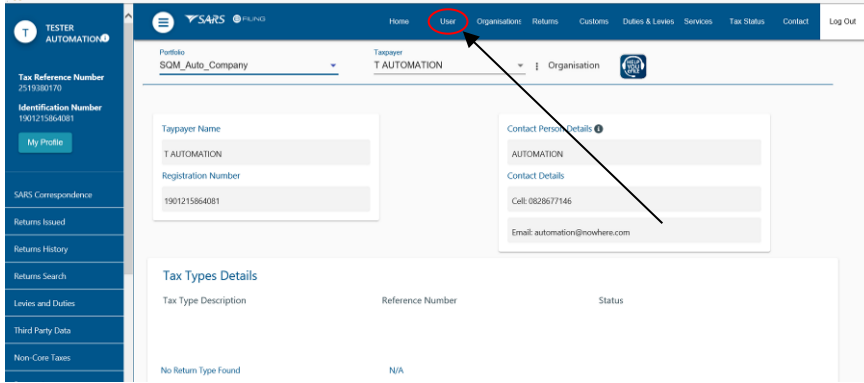 T
TESTER
AUTOMATION
Tax Reference Number
2519380170
Identification Number
1901215864081
My Profile
SARS Correspondence
Returns Issued
Returns History
Returns Search
Levies and Duties
Third Party Data
Non-Core Taxes
SARS eFILING
Home User Organisations Returns Customs Duties & Levies Services Tax Status Contact Log Out
Portfolio
SQM_Auto_Company
Taxpayer
T AUTOMATION
Organisation
HELP
YOU
eFILE
Taypayer Name
T AUTOMATION
Registration Number
1901215864081
Contact Person Details
AUTOMATION
Contact Details
Cell: 0828677146
Email: automation@nowhere.com
Tax Types Details
Tax Type Description Reference Number Status
No Return Type Found N/A